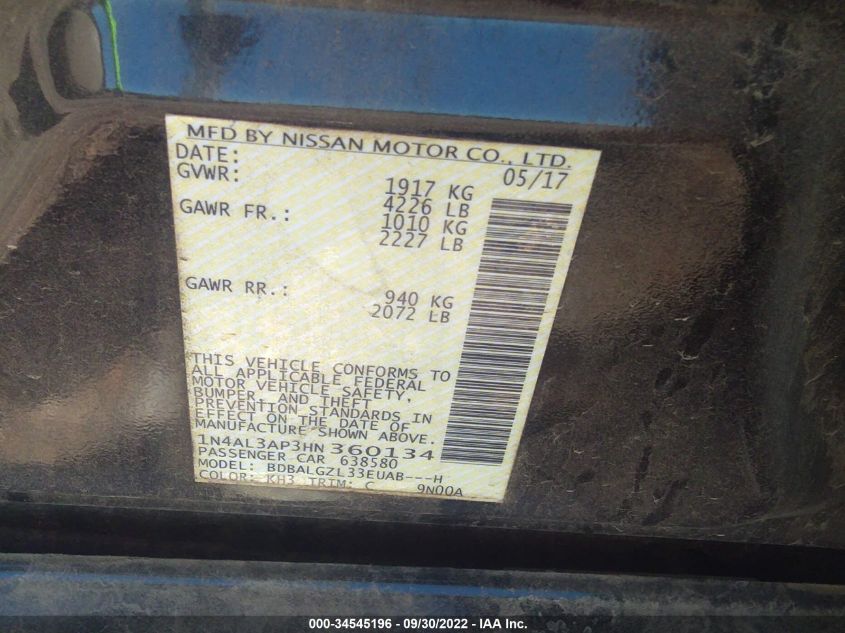 MFD BY NISSAN MOTOR CO., LTD.
DATE: 05/17
GVWR: 1917 KG
4226 LB
GAWR FR.: 1010 KG
2227 LB
GAWR RR.: 940 KG
2072 LB
THIS VEHICLE CONFORMS TO
ALL APPLICABLE FEDERAL
MOTOR VEHICLE SAFETY,
BUMPER, AND THEFT
PREVENTION STANDARDS IN
EFFECT ON THE DATE OF
MANUFACTURE SHOWN ABOVE.
1N4AL3AP3HN360134
PASSENGER CAR 638580
MODEL: BDBALGZL33EUAB---H
COLOR: KH3 TRIM: C 9N00A
000-34545196 - 09/30/2022 - IAA Inc.